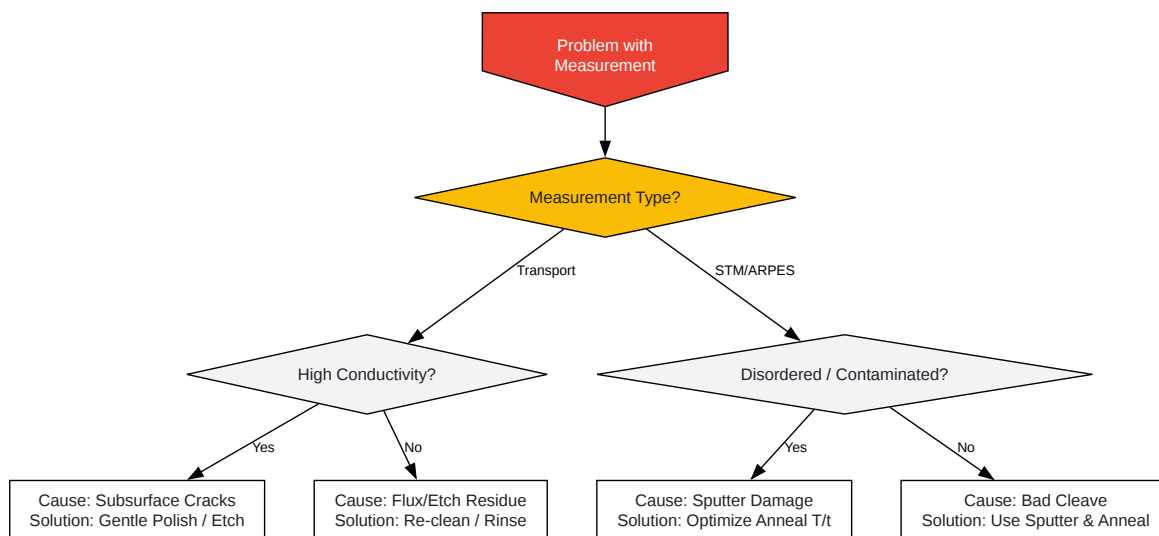 Problem with
Measurement
Measurement Type?
Transport
STM/ARPES
High Conductivity?
Disordered / Contaminated?
Yes
No
Yes
No
Cause: Subsurface Cracks
Solution: Gentle Polish / Etch
Cause: Flux/Etch Residue
Solution: Re-clean / Rinse
Cause: Sputter Damage
Solution: Optimize Anneal T/t
Cause: Bad Cleave
Solution: Use Sputter & Anneal